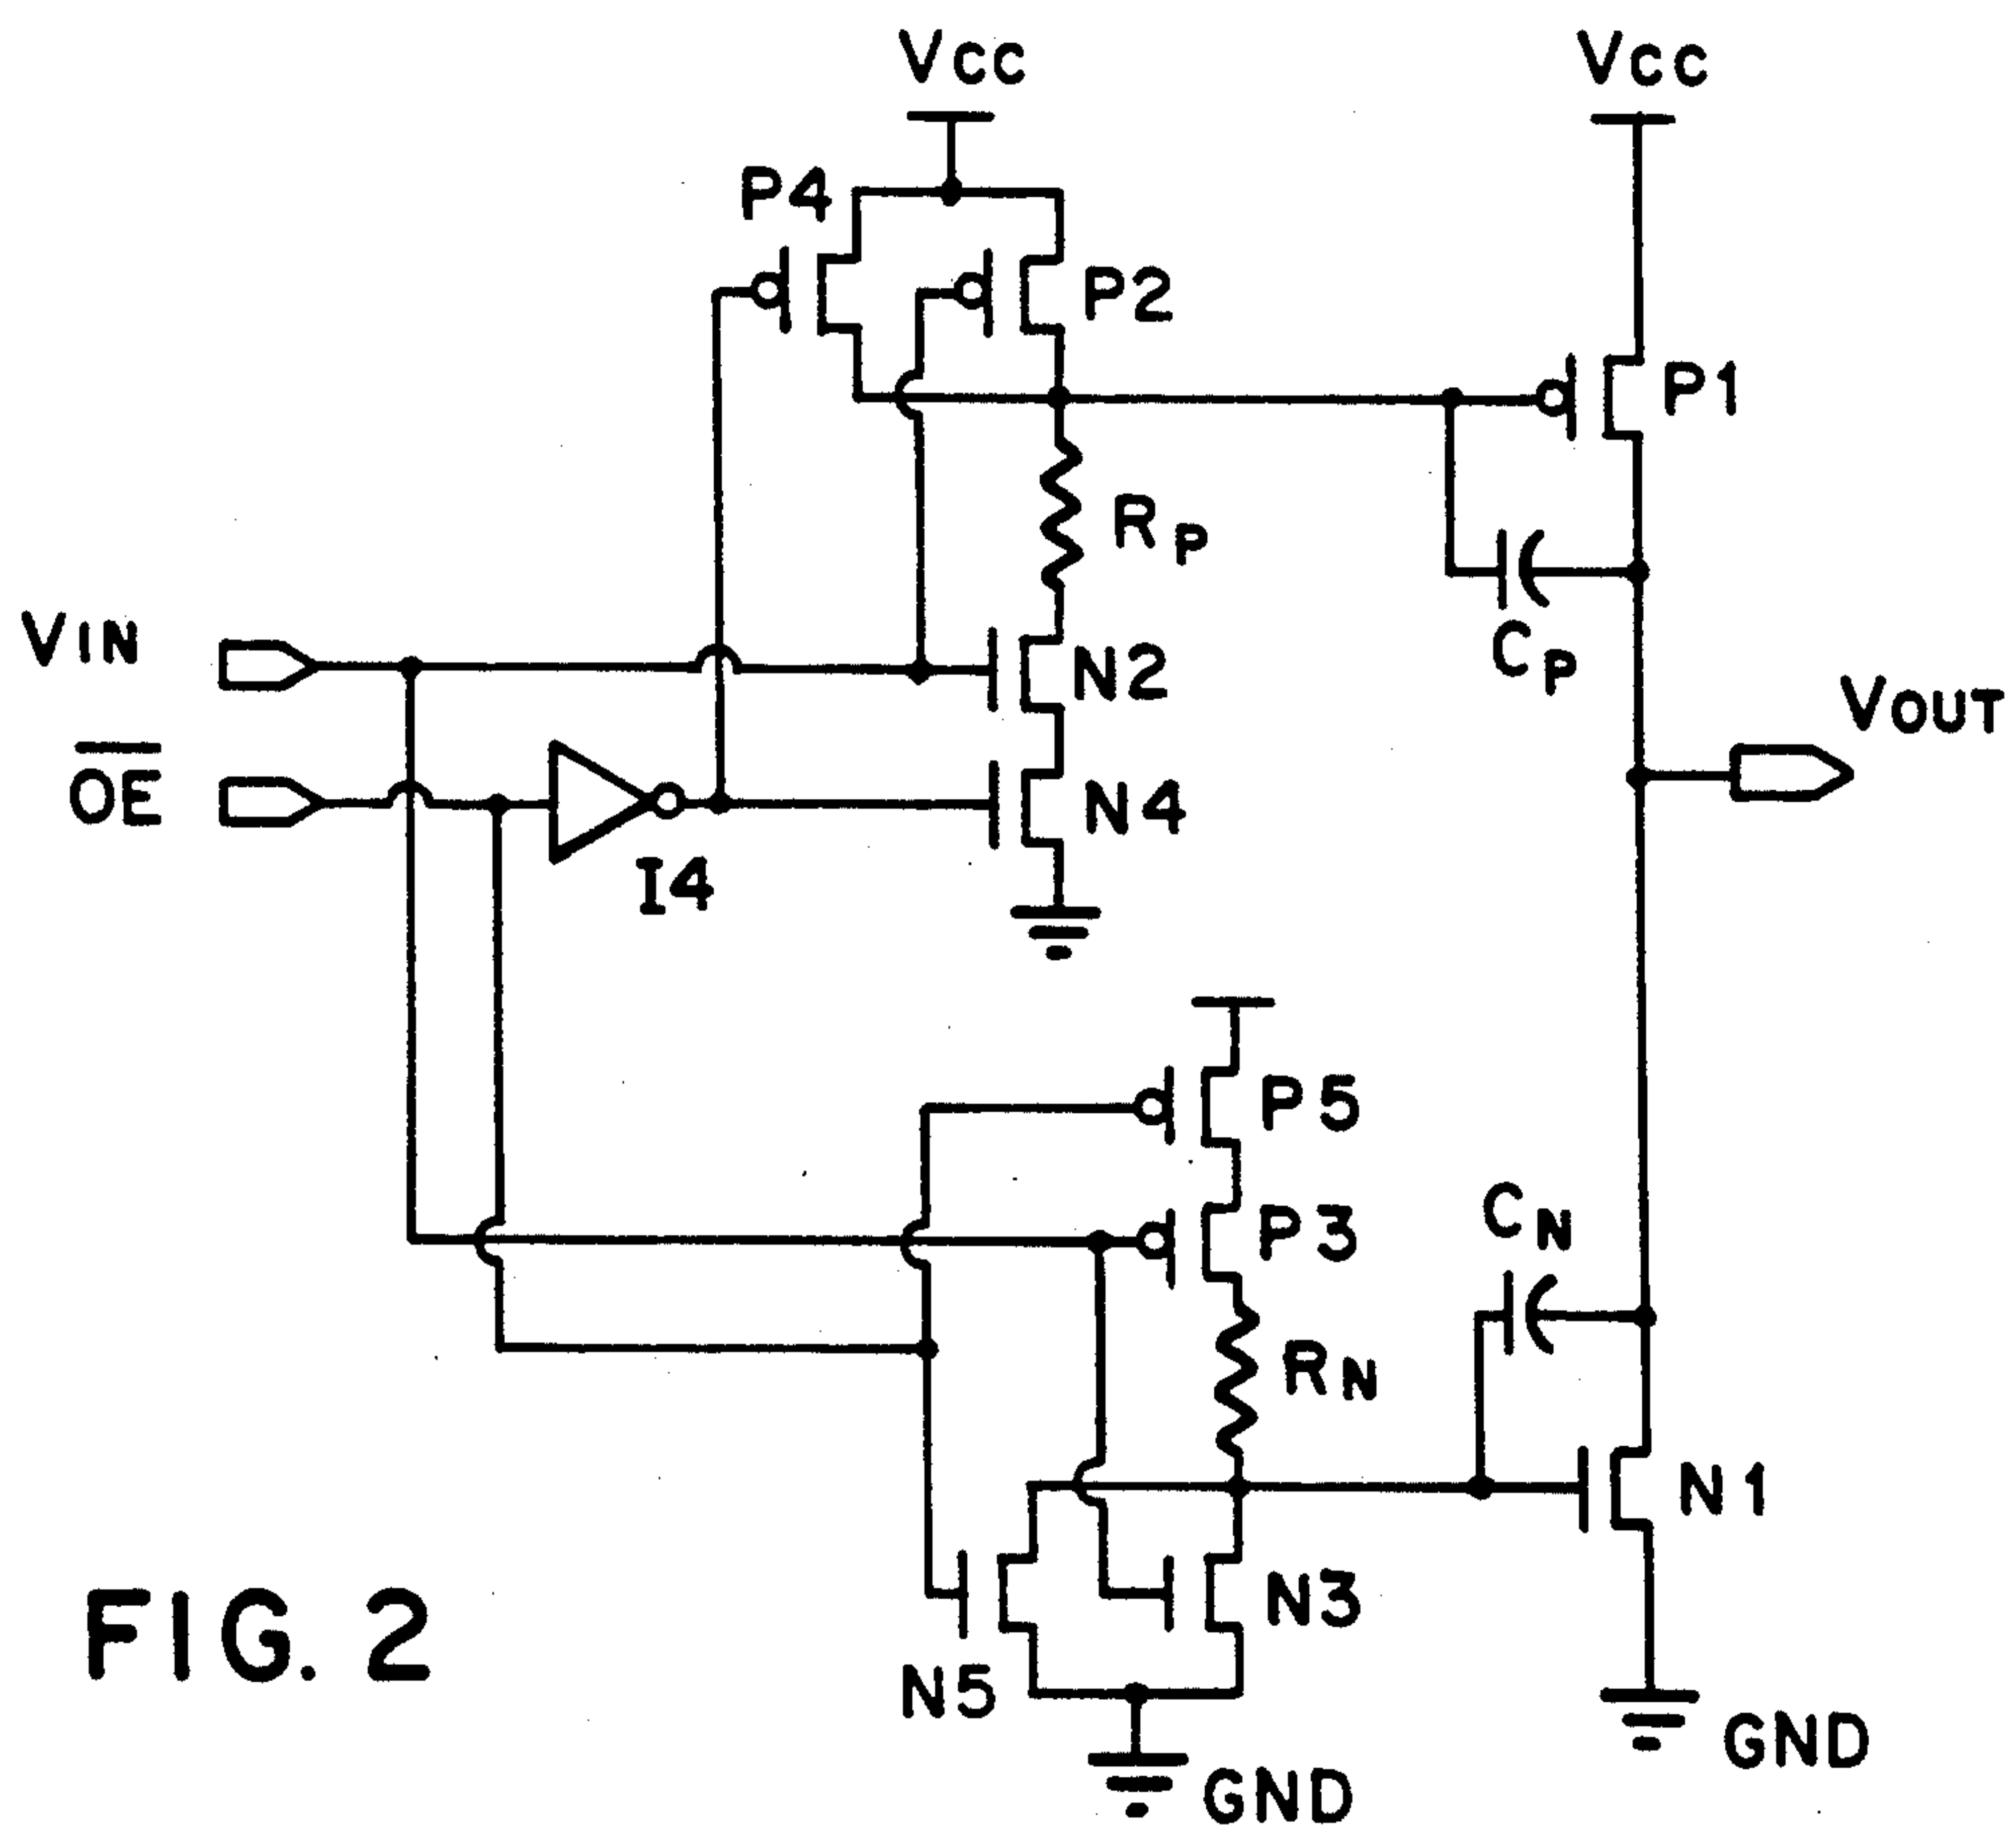 VCC
VCC
P4
P2
P1
RP
CP
VIN
N2
VOUT
OE
N4
I4
P5
P3
CN
RN
N1
N3
N5
FIG. 2
GND
GND